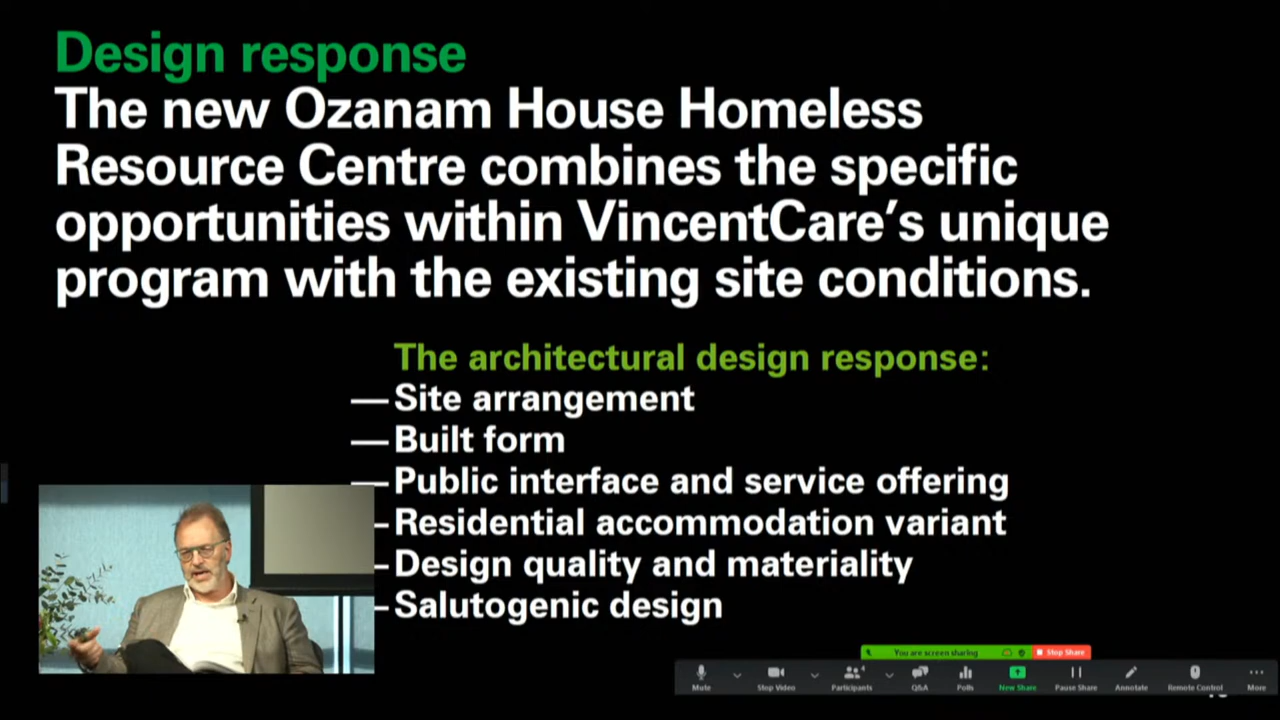 Design response
The new Ozanam House Homeless
Resource Centre combines the specific
opportunities within VincentCare’s unique
program with the existing site conditions.
The architectural design response:
— Site arrangement
— Built form
— Public interface and service offering
— Residential accommodation variant
— Design quality and materiality
— Salutogenic design
You are screen sharing
Stop Share
Mute
Stop Video
Participants
4
Q&A
Polls
New Share
Pause Share
Annotate
Remote Control
More